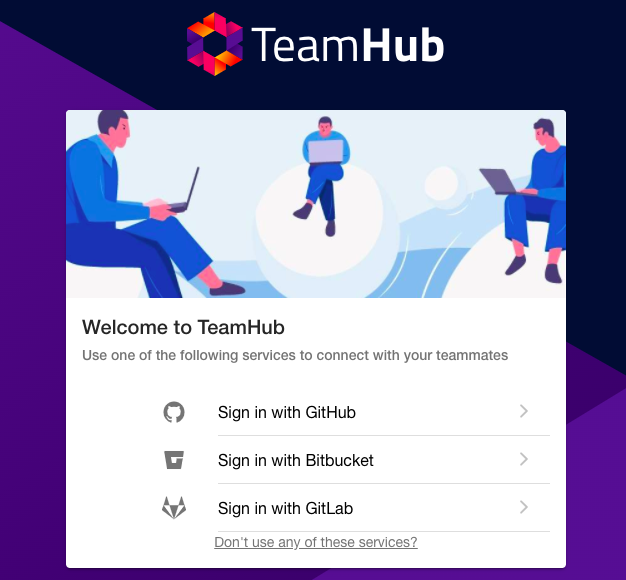 TeamHub
Welcome to TeamHub
Use one of the following services to connect with your teammates
Sign in with GitHub
Sign in with Bitbucket
Sign in with GitLab
Don't use any of these services?